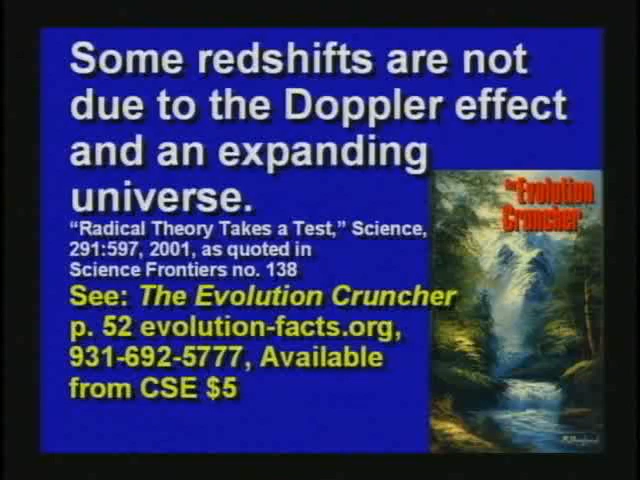 Some redshifts are not
due to the Doppler effect
and an expanding
universe.
“Radical Theory Takes a Test,” Science,
291:597, 2001, as quoted in
Science Frontiers no. 138
See: The Evolution Cruncher
p. 52 evolution-facts.org,
931-692-5777, Available
from CSE $5
The Evolution
Cruncher